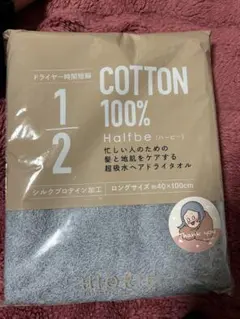 ドライヤー時間短縮
1/2
COTTON
100%
Halfbe [ハービー]
忙しい人のための
髪と地肌をケアする
超吸水ヘアドライタオル
シルクプロテイン加工
ロングサイズ 約40×100cm
Thank you